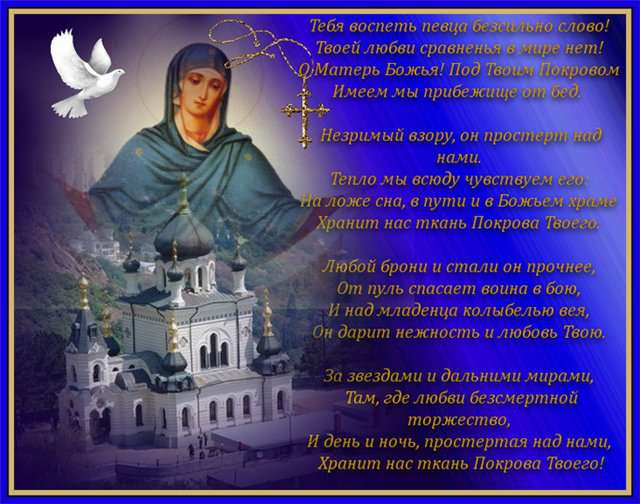 Тебя воспеть певца безсильно слово!
Твоей любви сравненья в мире нет!
О Матерь Божья! Под Твоим Покровом
Имеем мы прибежище от бед.
Незримый взору, он простерт над
нами.
Тепло мы всюду чувствуем его:
На ложе сна, в пути и в Божьем храме
Хранит нас ткань Покрова Твоего.
Любой брони и стали он прочнее,
От пуль спасает воина в бою,
И над младенца колыбелью вея,
Он дарит нежность и любовь Твою.
За звездами и дальними мирами,
Там, где любви безсмертной
торжество,
И день и ночь, простертая над нами,
Хранит нас ткань Покрова Твоего!